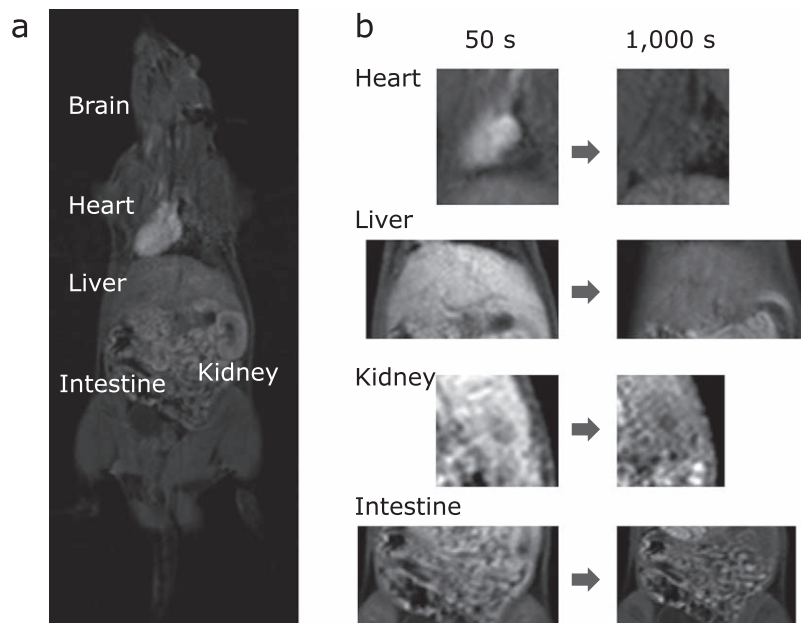 a
Brain
Heart
Liver
Kidney
Intestine
b
50 s
1,000 s
Heart
Liver
Kidney
Intestine